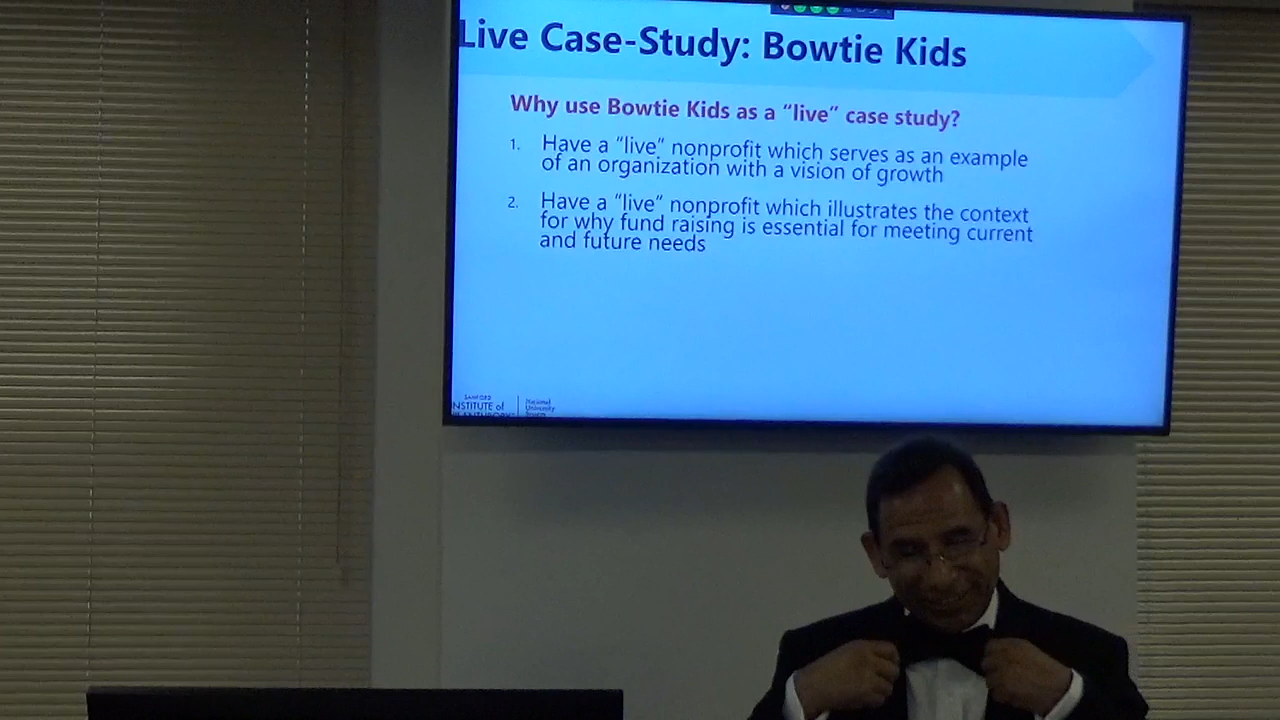 Live Case-Study: Bowtie Kids
Why use Bowtie Kids as a “live” case study?
1. Have a “live” nonprofit which serves as an example
of an organization with a vision of growth
2. Have a “live” nonprofit which illustrates the context
for why fund raising is essential for meeting current
and future needs
SANFORD
INSTITUTE of
National
University